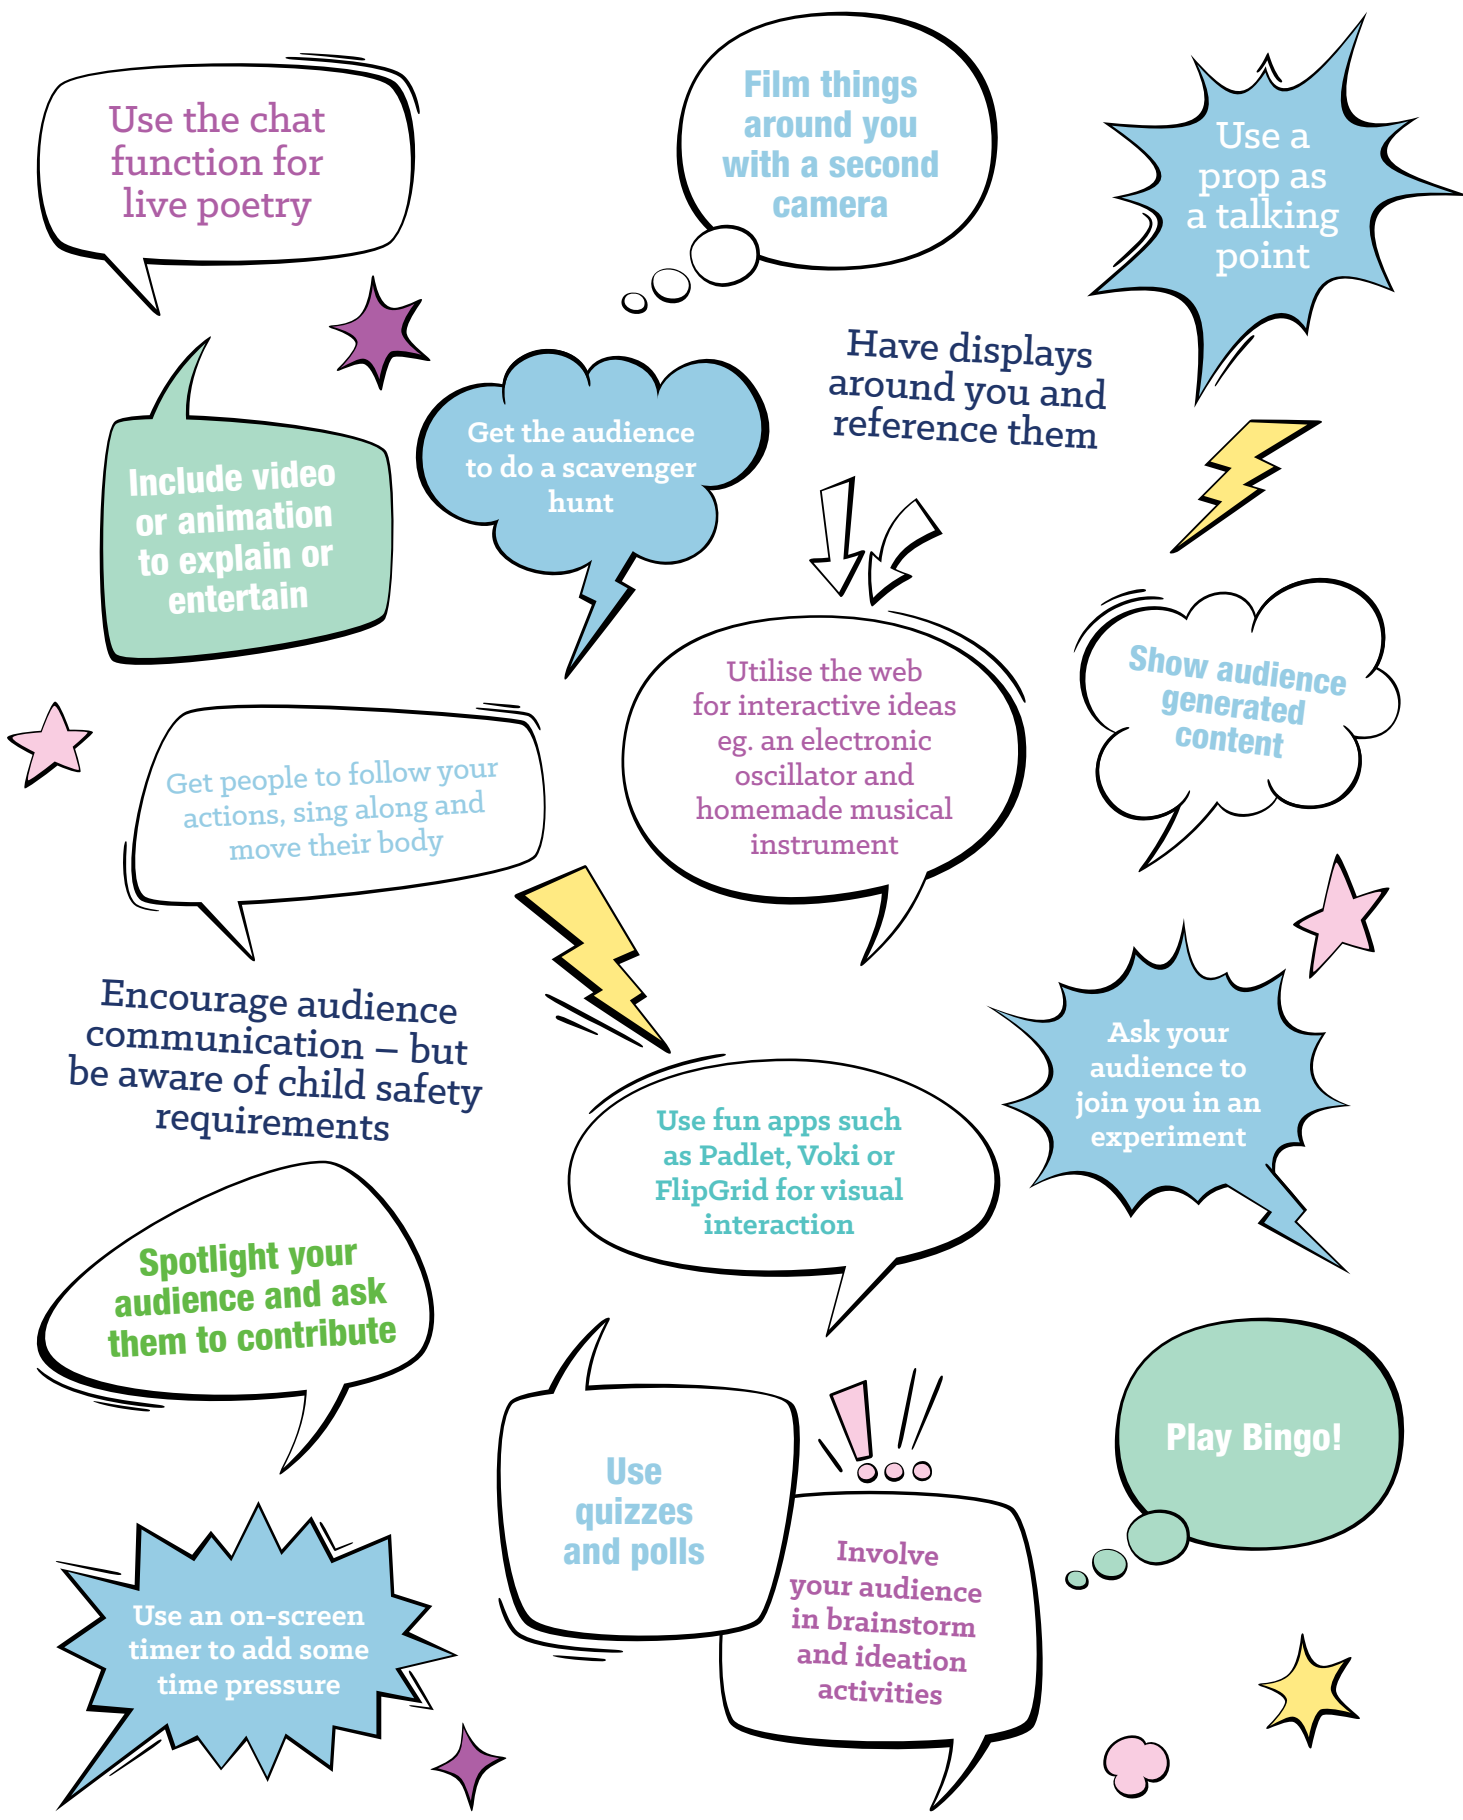 Use the chat
function for
live poetry
Film things
around you
with a second
camera
Use a
prop as
a talking
point
Have displays
around you and
reference them
Include video
or animation
to explain or
entertain
Get the audience
to do a scavenger
hunt
Utilise the web
for interactive ideas
eg. an electronic
oscillator and
homemade musical
instrument
Show audience
generated
content
Get people to follow your
actions, sing along and
move their body
Encourage audience
communication – but
be aware of child safety
requirements
Use fun apps such
as Padlet, Voki or
FlipGrid for visual
interaction
Ask your
audience to
join you in an
experiment
Spotlight your
audience and ask
them to contribute
Use
quizzes
and polls
Play Bingo!
Involve
your audience
in brainstorm
and ideation
activities
Use an on-screen
timer to add some
time pressure